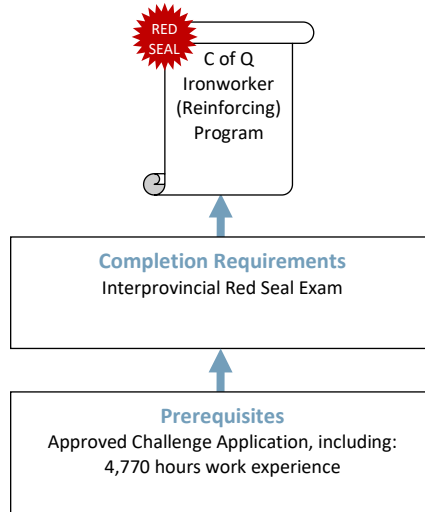 RED
SEAL
C of Q
Ironworker
(Reinforcing)
Program
Completion Requirements
Interprovincial Red Seal Exam
Prerequisites
Approved Challenge Application, including:
4,770 hours work experience